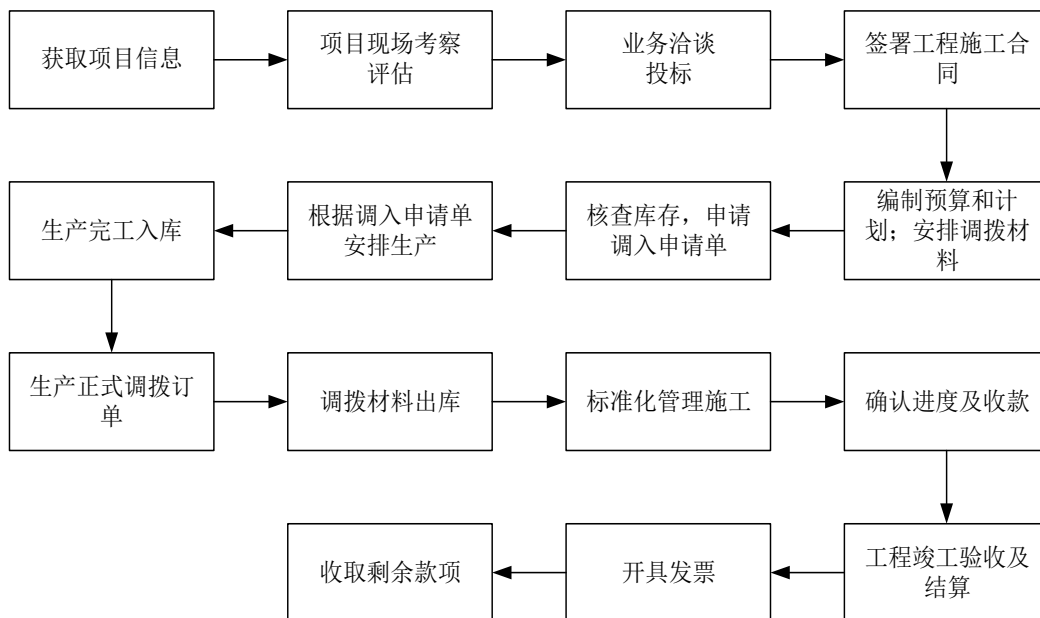 获取项目信息
项目现场考察
评估
业务洽谈
投标
签署工程施工合
同
编制预算和计
划；安排调拨材
料
核查库存，申请
调入申请单
根据调入申请单
安排生产
生产完工入库
生产正式调拨订
单
调拨材料出库
标准化管理施工
确认进度及收款
工程竣工验收及
结算
开具发票
收取剩余款项